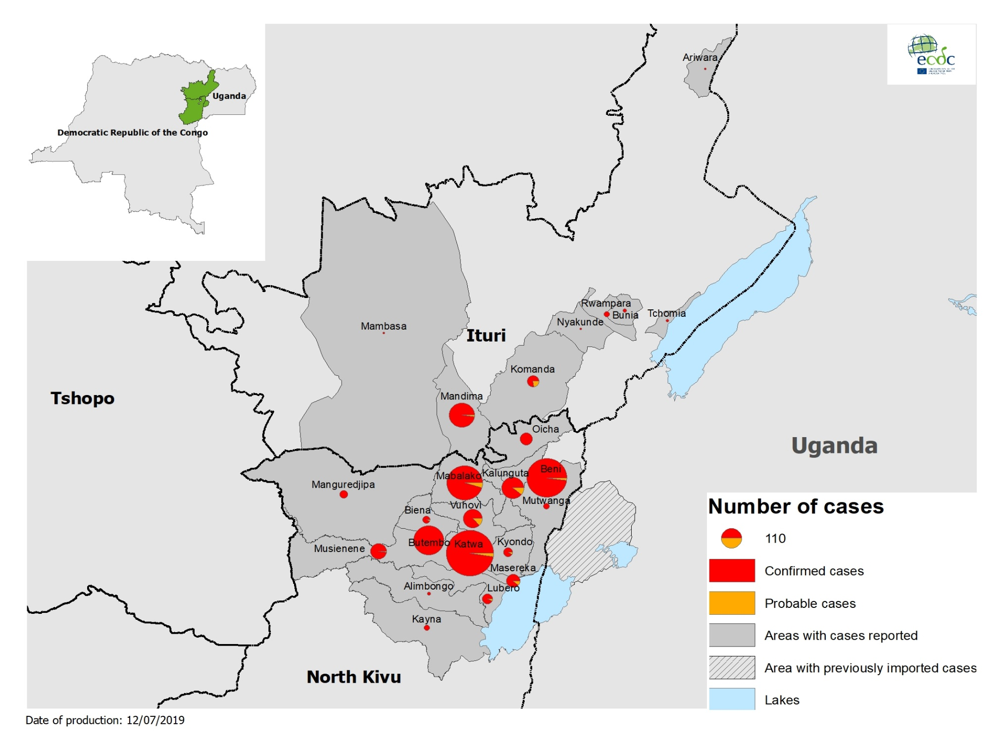 Ariwara
ecdc
Uganda
Democratic Republic of the Congo
Rwampara
Bunia
Tchomia
Nyakunde
Mambasa
Ituri
Komanda
Mandima
Tshopo
Oicha
Uganda
Beni
Mabalako
Kalunguta
Manguredjipa
Mutwanga
Vuhovi
Biena
Butembo
Katwa
Kyondo
Musienene
Masereka
Alimbongo
Lubero
Kayna
North Kivu
Number of cases
110
Confirmed cases
Probable cases
Areas with cases reported
Area with previously imported cases
Lakes
Date of production: 12/07/2019